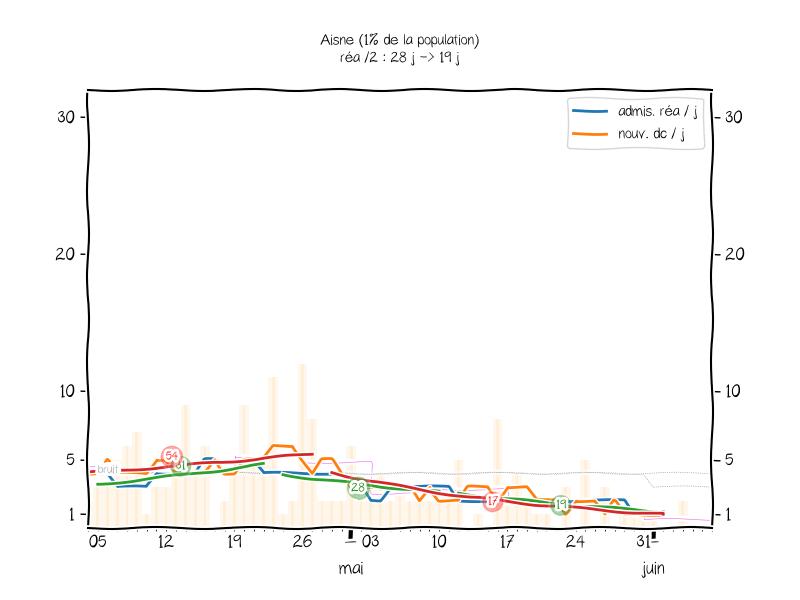 Aisne (1% de la population)
réa /2 : 28 j -> 19 j
30 30
admis. réa / j
nouv. dc / j
20 20
10 10
5 5
bruit
54
28
17
19
1 1
05 12 19 26 03 10 17 24 31
mai juin